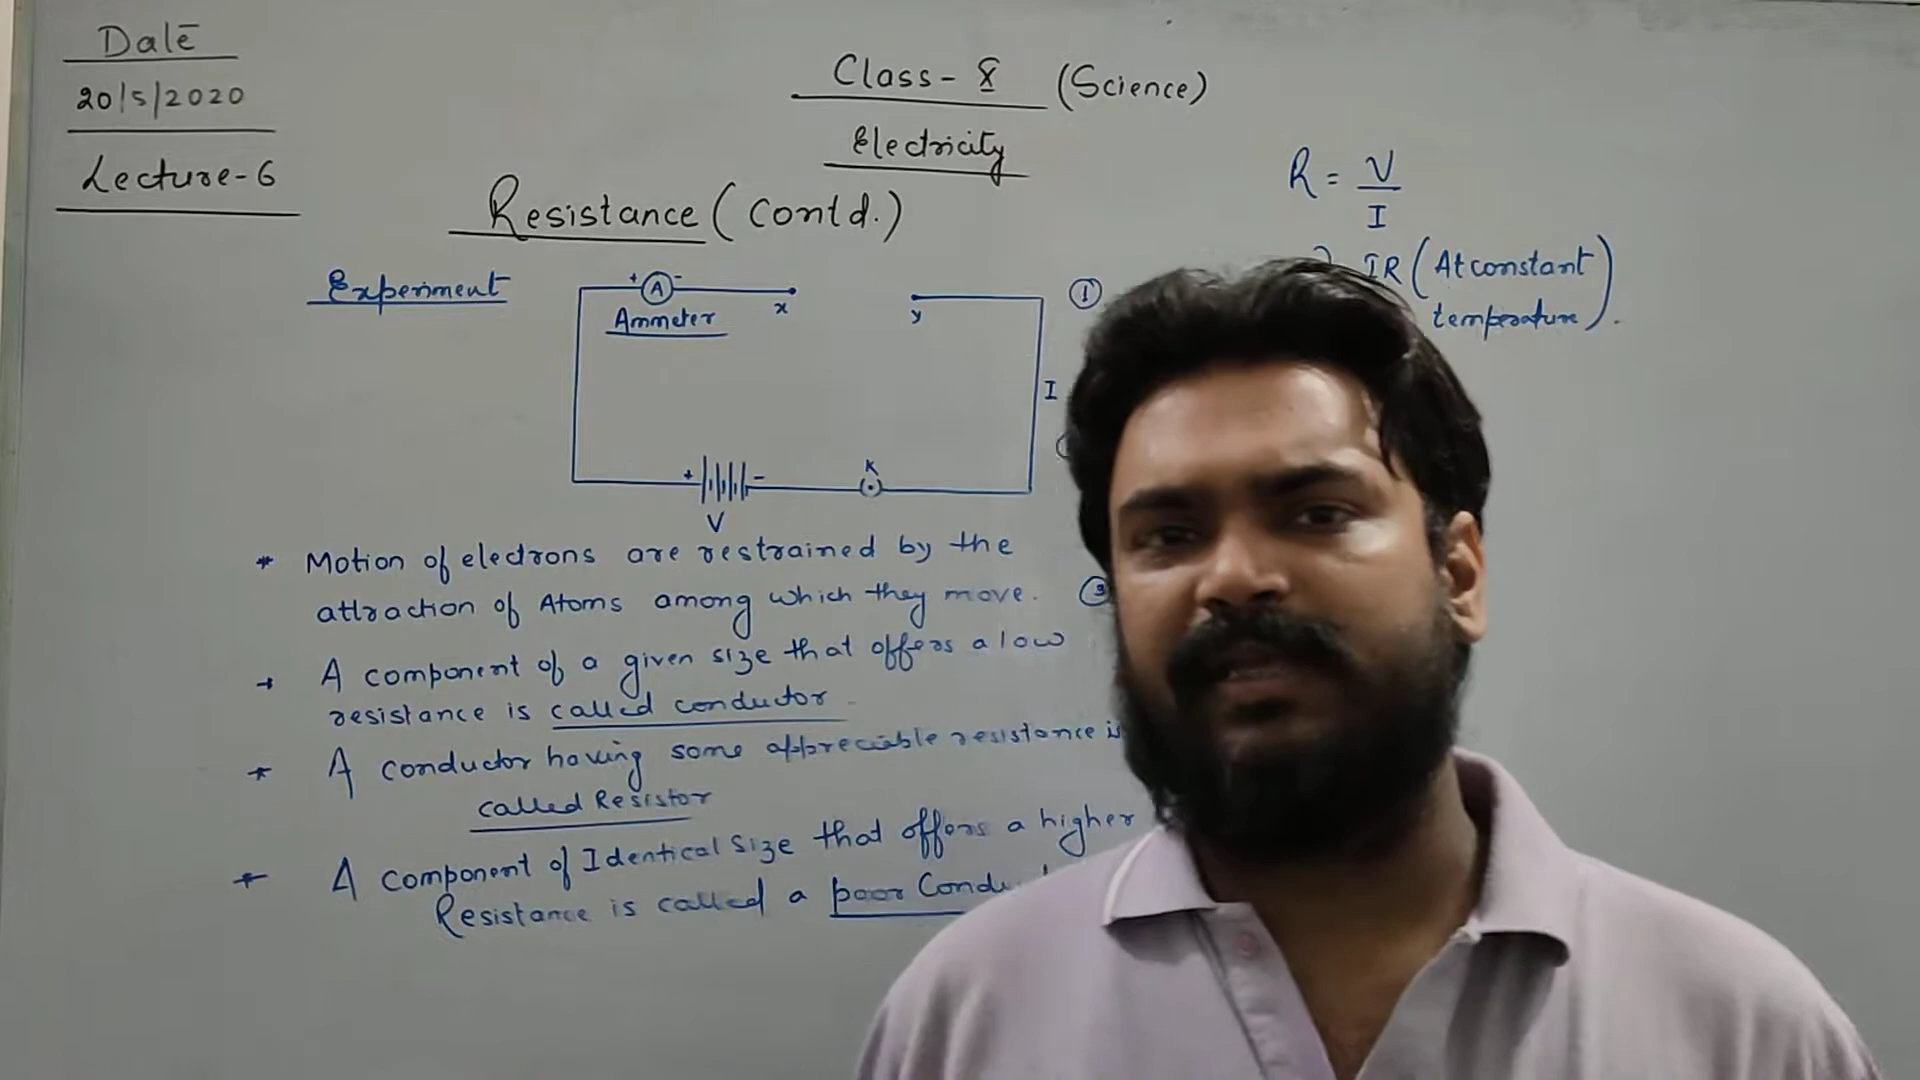 Date
20/5/2020
Lecture-6
Class-X (Science)
Electricity
Resistance (Contd.)
Experiment
+ A -
Ammeter
x
y
I
+ -
V
K
R = V
I
IR (At constant
temperature).
①
③
* Motion of electrons are restrained by the
attraction of Atoms among which they move.
→ A component of a given size that offers a low
resistance is called conductor.
* A conductor having some appreciable resistance is
called Resistor
* A component of Identical Size that offers a higher
Resistance is called a poor